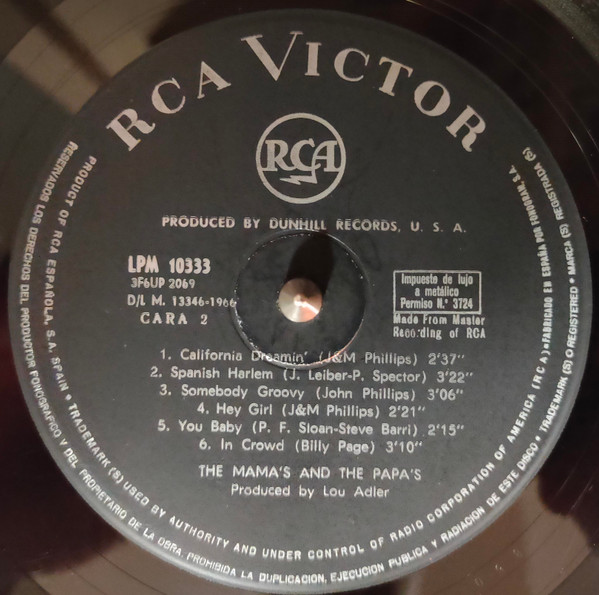 RCA VICTOR
RCA
PRODUCED BY DUNHILL RECORDS, U. S. A.
LPM 10333
3F6UP 2069
D/L M. 13346=1966
CARA 2
Impuesto de lujo
a metálico
Permiso N.° 3724
Made From Master
Recording of RCA
1. California Dreamin' (J&M Phillips) 2'37"
2. Spanish Harlem (J. Leiber-P. Spector) 3'22"
3. Somebody Groovy (John Phillips) 3'06"
4. Hey Girl (J&M Phillips) 2'21"
5. You Baby (P. F. Sloan-Steve Barri) 2'15"
6. In Crowd (Billy Page) 3'10"
THE MAMA'S AND THE PAPA'S
Produced by Lou Adler
PRODUCT OF RCA ESPAÑOLA, S.A. SPAIN • TRADEMARK (S) USED BY AUTHORITY AND UNDER CONTROL OF RADIO CORPORATION OF AMERICA (RCA) • FABRICADO EN ESPAÑA POR FONOGRAM, S.A.
RESERVADOS LOS DERECHOS DEL PRODUCTOR FONOGRAFICO Y DEL PROPIETARIO DE LA OBRA. PROHIBIDA LA DUPLICACION, EJECUCION PUBLICA Y RADIACION DE ESTE DISCO • TRADEMARK (S) ® REGISTERED • MARCA (S) REGISTRADA (S)